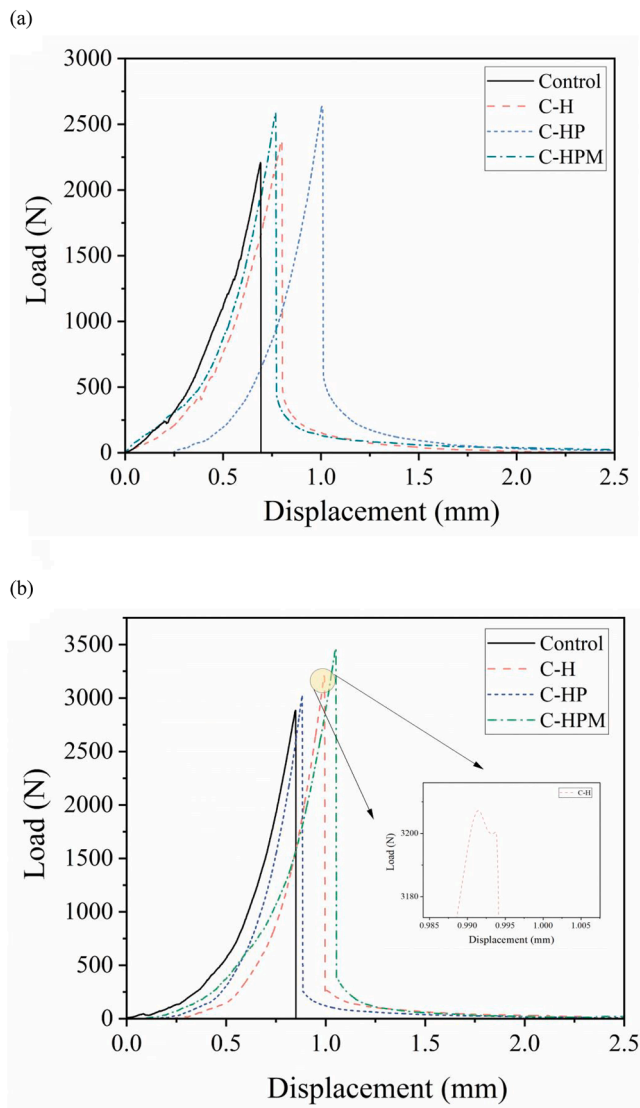 (a)
3000
2500
2000
1500
1000
500
0
Load (N)
0.0 0.5 1.0 1.5 2.0 2.5
Displacement (mm)
Control
C-H
C-HP
C-HPM
(b)
3500
3000
2500
2000
1500
1000
500
0
Load (N)
0.0 0.5 1.0 1.5 2.0 2.5
Displacement (mm)
Control
C-H
C-HP
C-HPM
C-H
3200
3180
Load (N)
0.985 0.990 0.995 1.000 1.005
Displacement (mm)